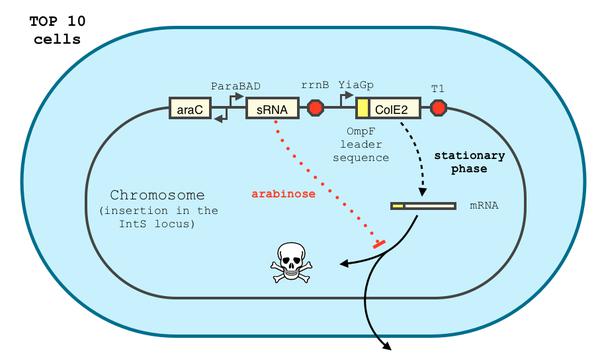 TOP 10
cells
ParaBAD
rrnB
YiaGp
T1
araC
sRNA
ColE2
OmpF
leader
sequence
stationary
phase
arabinose
mRNA
Chromosome
(insertion in the
IntS locus)